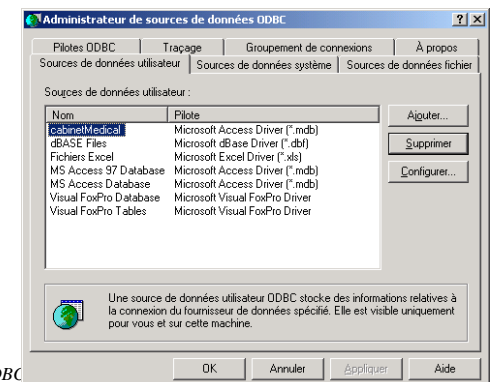 Administrateur de sources de données ODBC
Pilotes ODBC Traçage Groupement de connexions À propos
Sources de données utilisateur Sources de données système Sources de données fichier
Sources de données utilisateur :
Nom Pilote
cabinetMedical Microsoft Access Driver (*.mdb)
dBASE Files Microsoft dBase Driver (*.dbf)
Fichiers Excel Microsoft Excel Driver (*.xls)
MS Access 97 Database Microsoft Access Driver (*.mdb)
MS Access Database Microsoft Access Driver (*.mdb)
Visual FoxPro Database Microsoft Visual FoxPro Driver
Visual FoxPro Tables Microsoft Visual FoxPro Driver
Ajouter...
Supprimer
Configurer...
Une source de données utilisateur ODBC stocke des informations relatives à
la connexion du fournisseur de données spécifié. Elle est visible uniquement
pour vous et sur cette machine.
OK Annuler Appliquer Aide